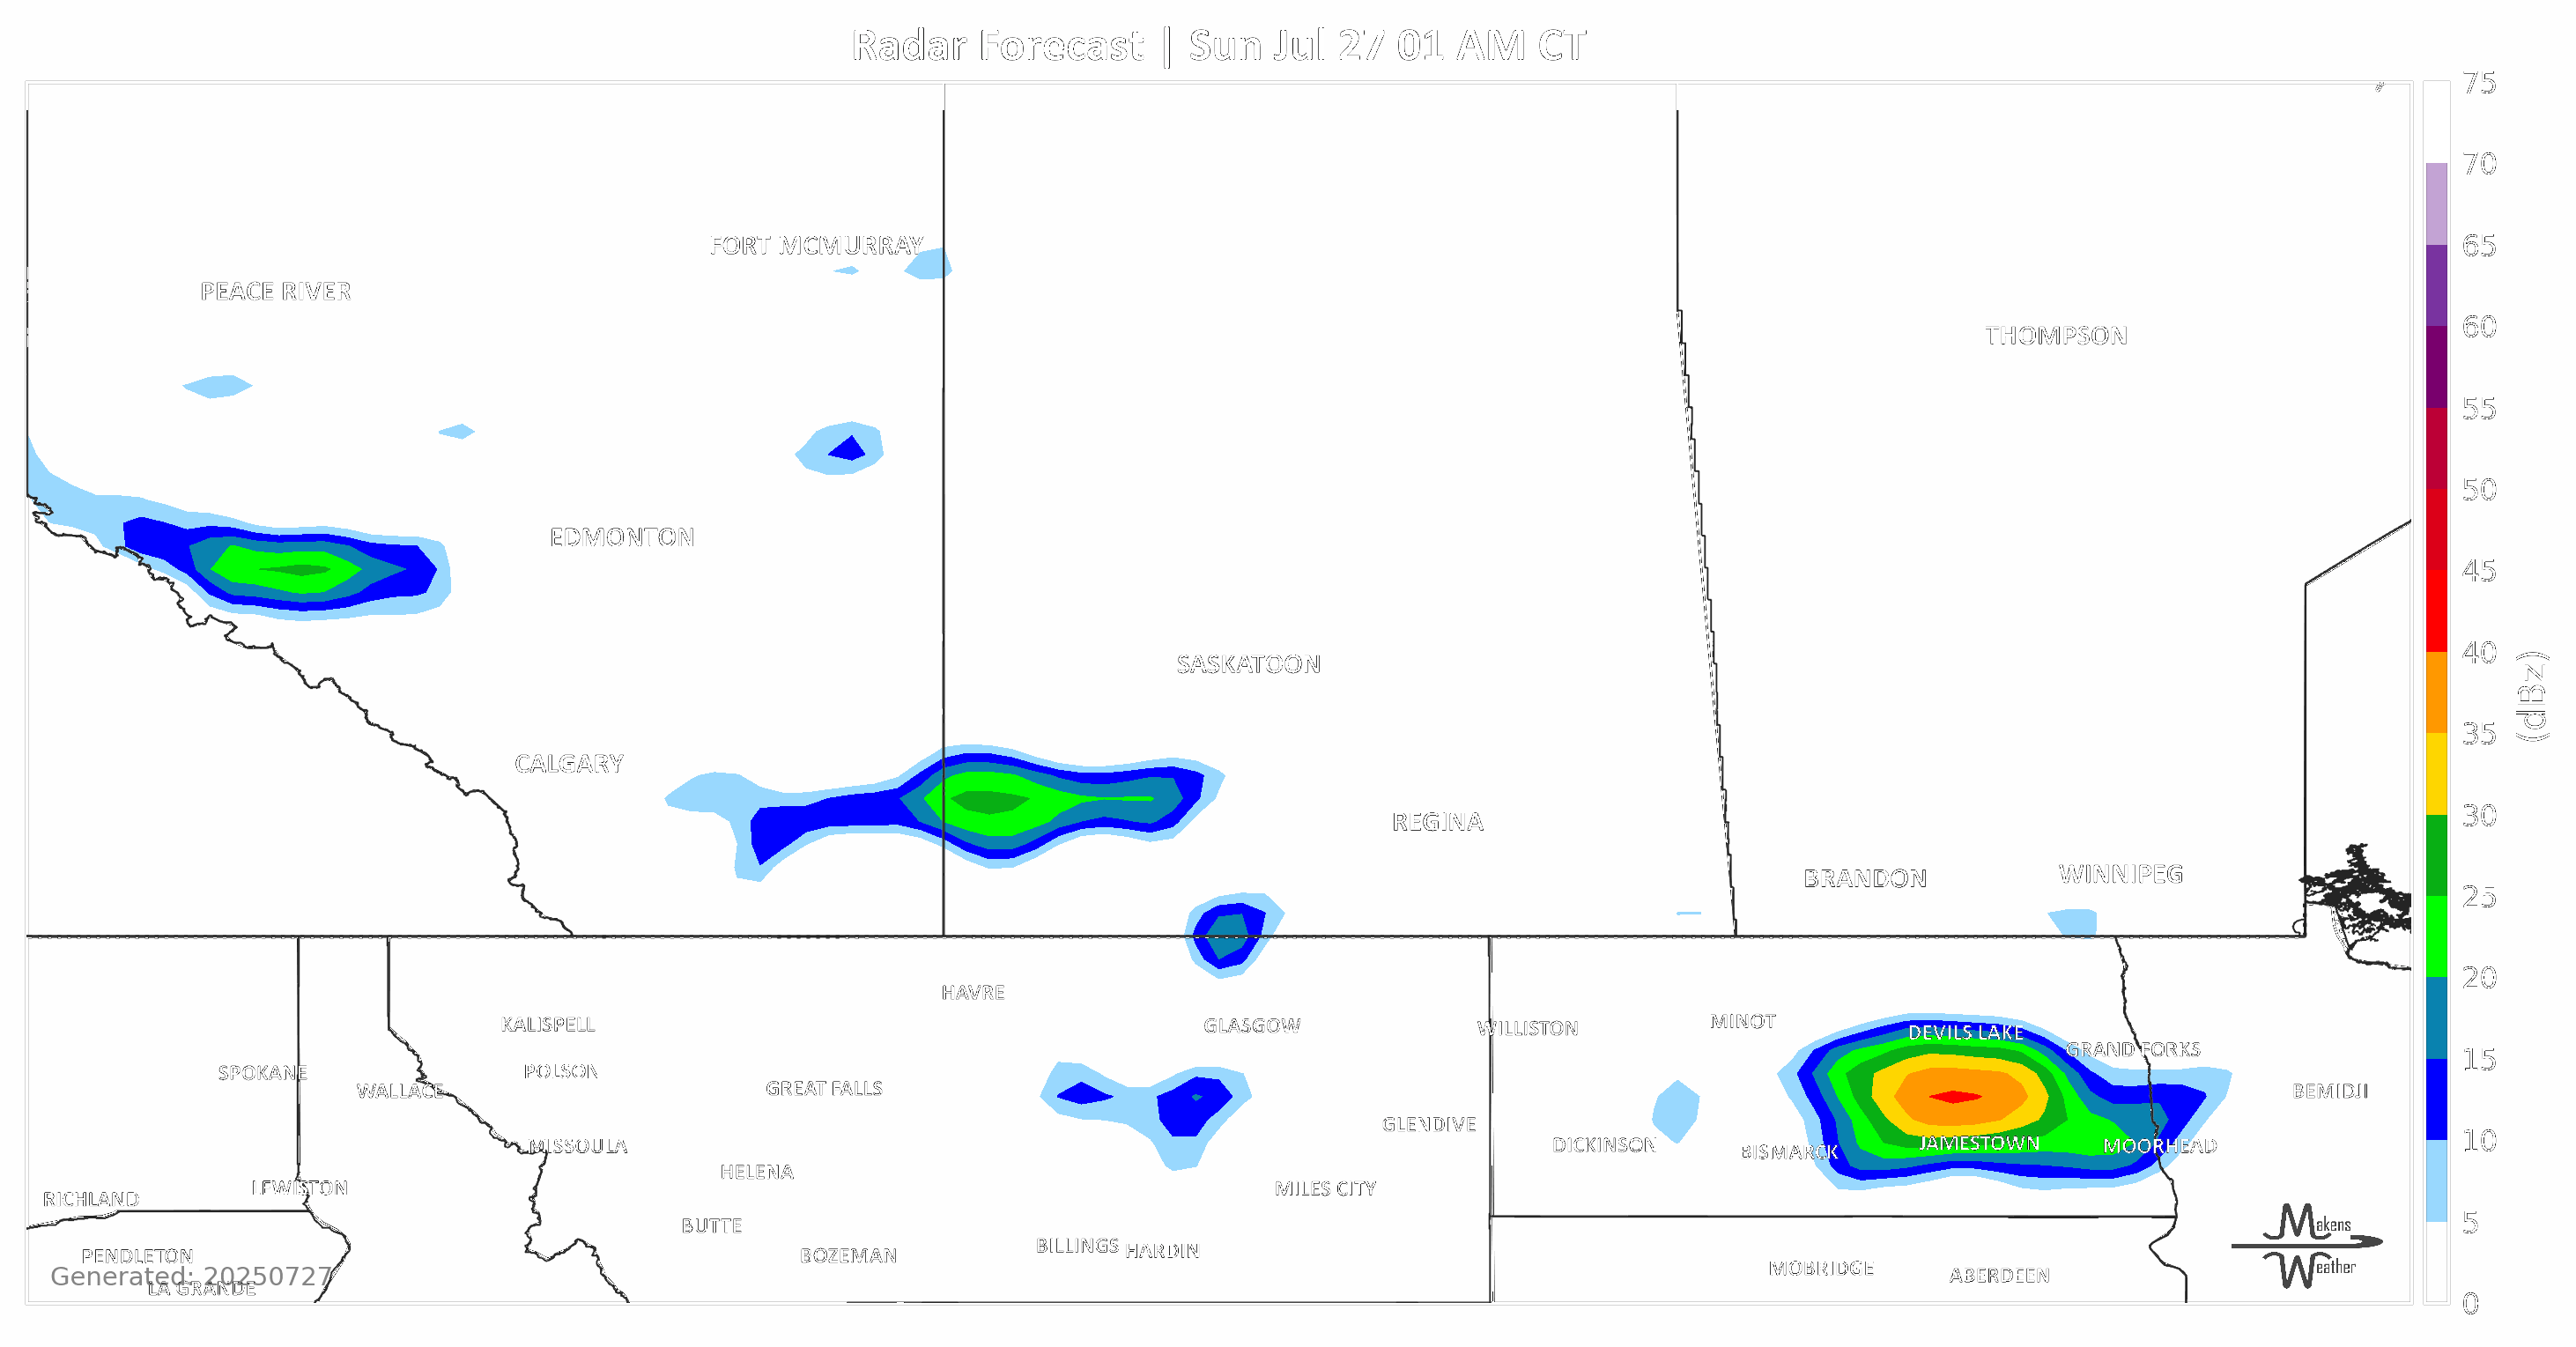 Radar Forecast | Sun Jul 27 01 AM CT
75
70
65
60
55
50
45
40
35
30
25
20
15
10
5
0
(dBz)
FORT MCMURRAY
PEACE RIVER
THOMPSON
EDMONTON
SASKATOON
CALGARY
REGINA
BRANDON
WINNIPEG
HAVRE
KALISPELL
GLASGOW
WILLISTON
MINOT
DEVILS LAKE
GRAND FORKS
SPOKANE
POLSON
WALLACE
GREAT FALLS
BEMIDJI
GLENDIVE
MISSOULA
DICKINSON
BISMARCK
JAMESTOWN
MOORHEAD
HELENA
LEWISTON
MILES CITY
RICHLAND
BUTTE
Makens
Weather
PENDLETON
BOZEMAN
BILLINGS
HARDIN
MOBRIDGE
ABERDEEN
Generated: 20250727
LA GRANDE